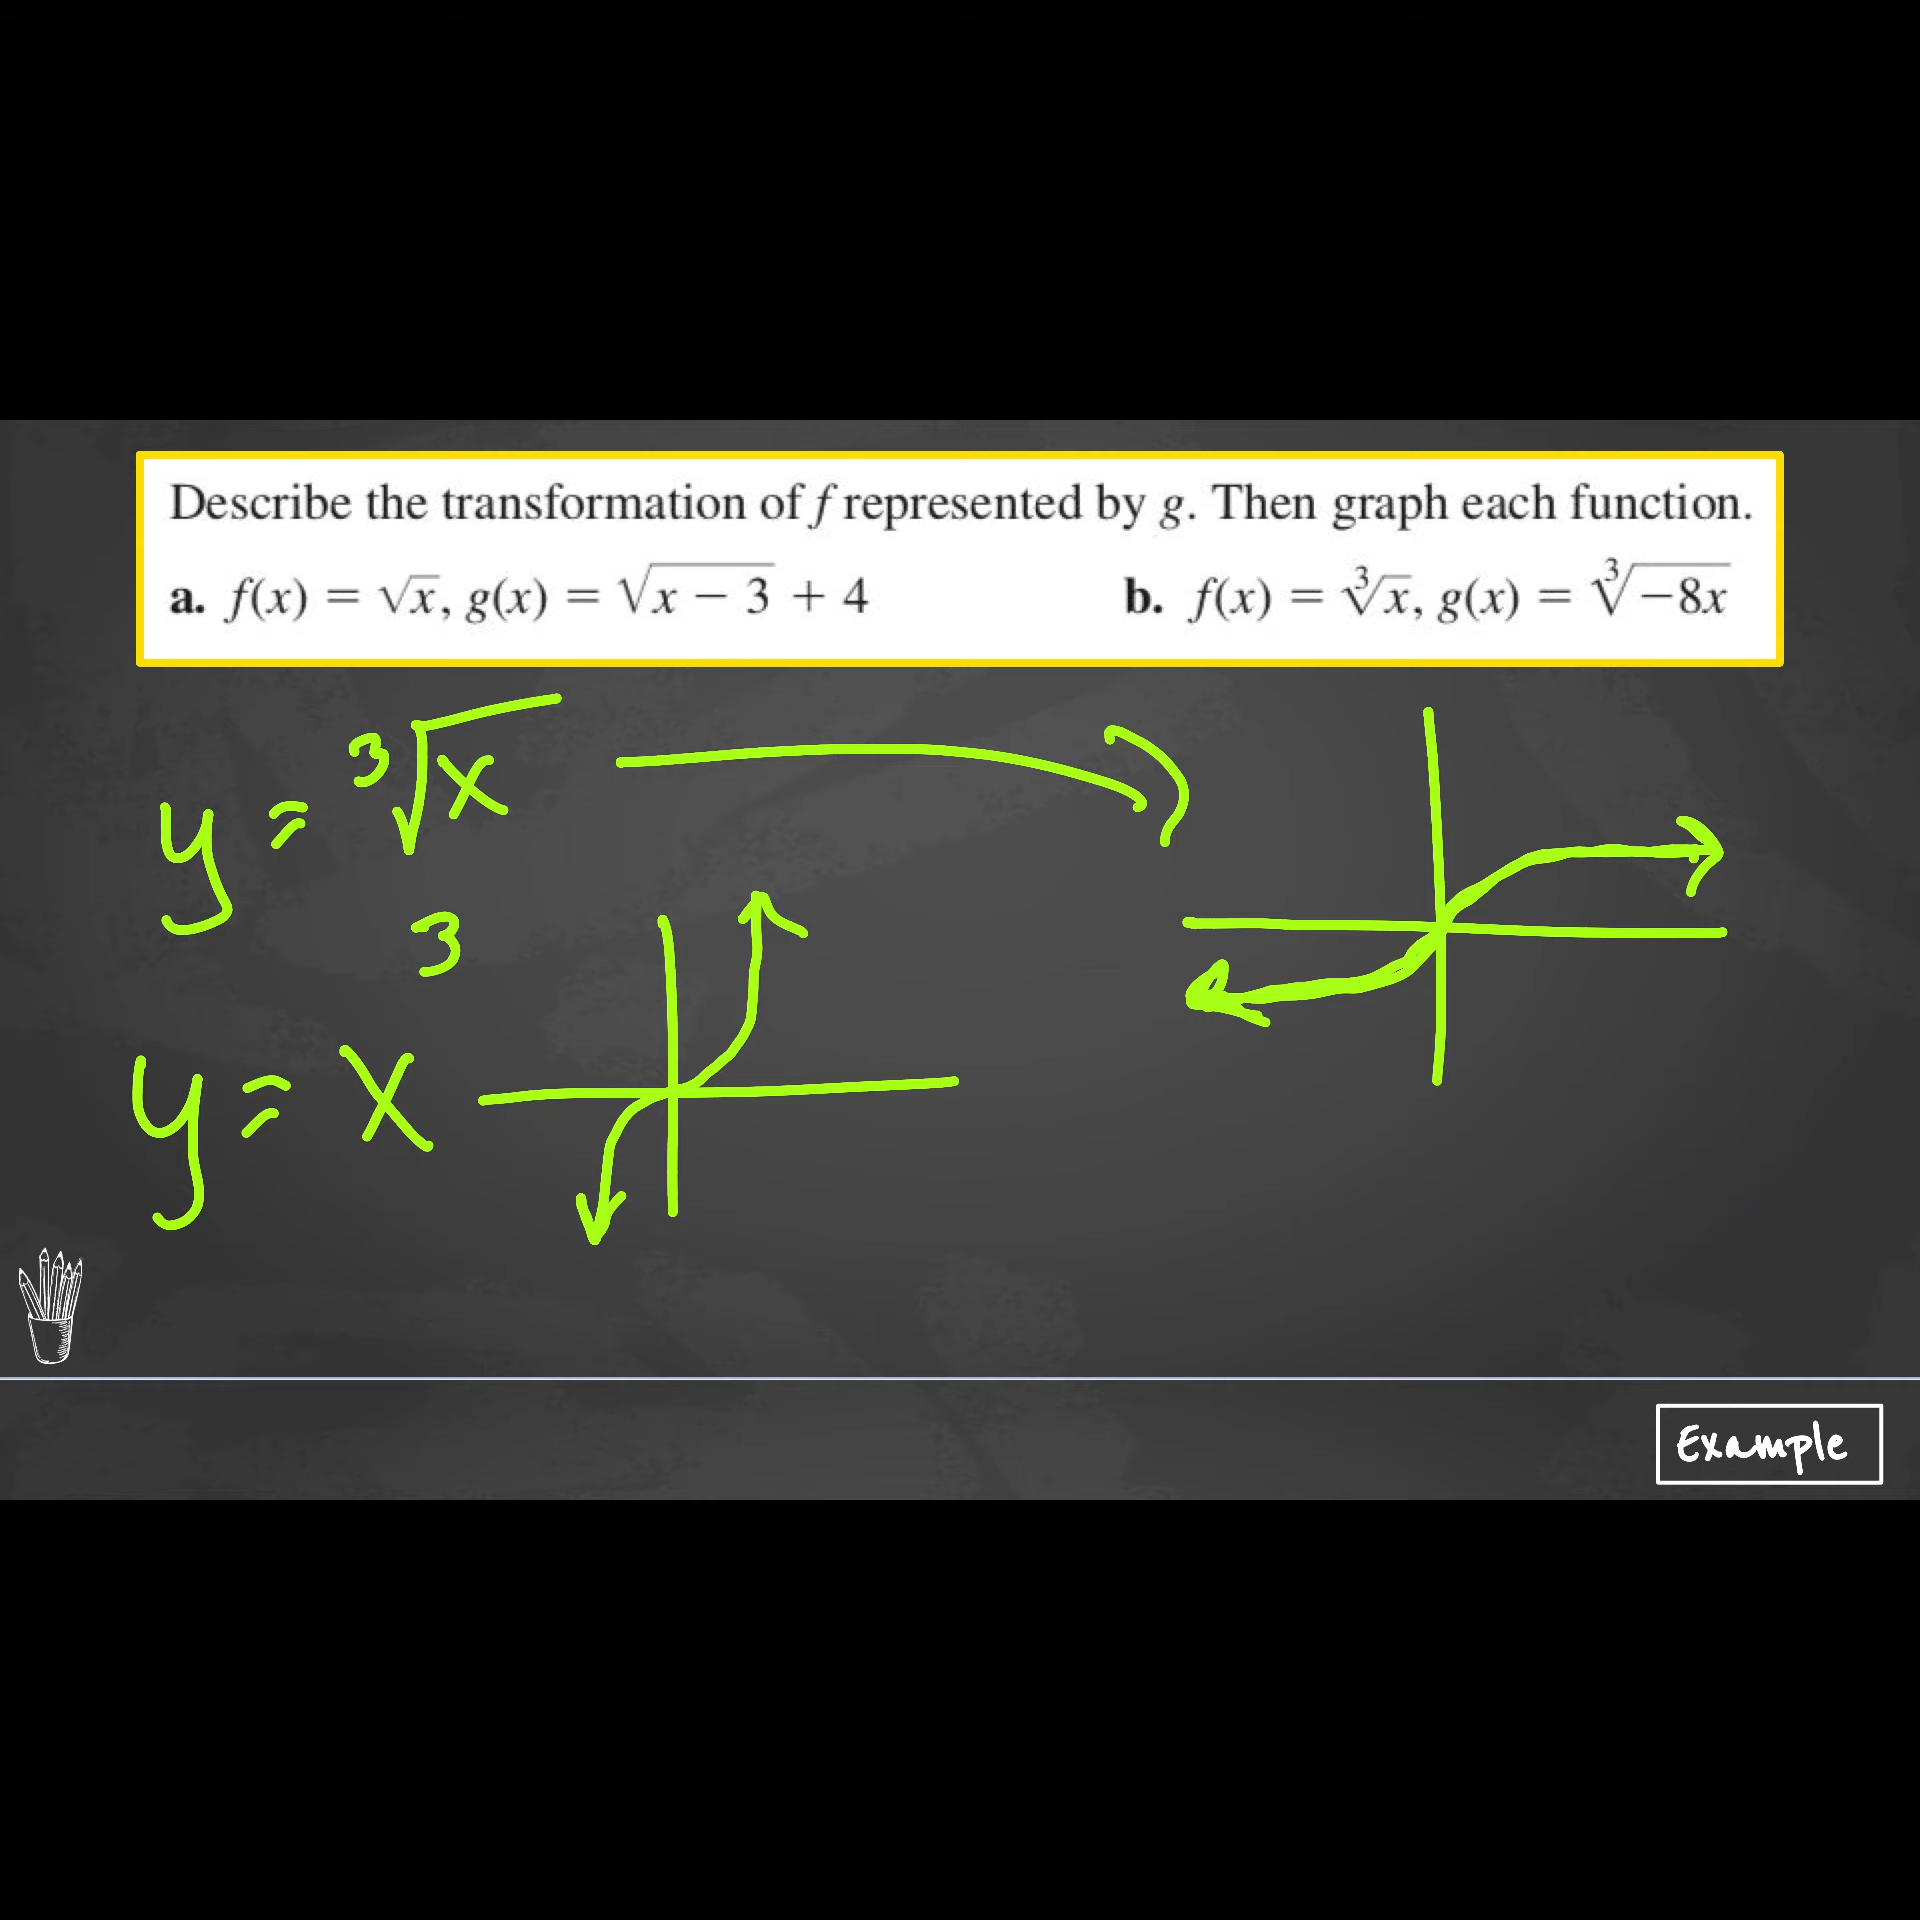 Describe the transformation of f represented by g. Then graph each function.
a. f(x) = √x, g(x) = √(x − 3) + 4
b. f(x) = ∛x, g(x) = ∛(−8x)
y = ∛x
y = x³
Example